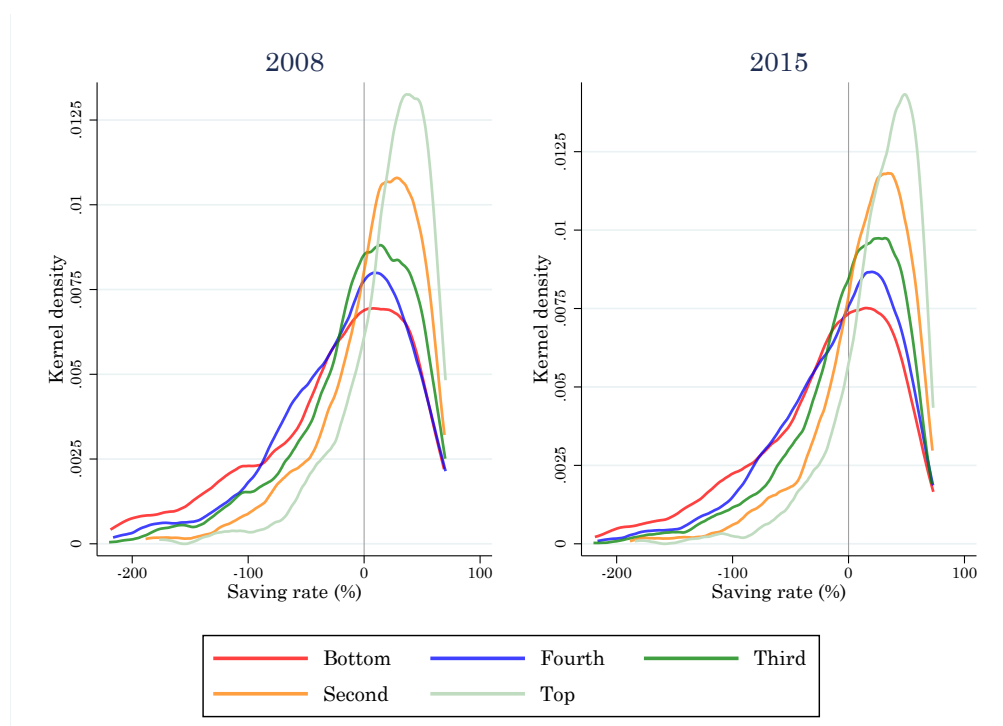 2008
Kernel density
0 .0025 .005 .0075 .01 .0125
-200 -100 0 100
Saving rate (%)
2015
Kernel density
0 .0025 .005 .0075 .01 .0125
-200 -100 0 100
Saving rate (%)
Bottom Fourth Third
Second Top